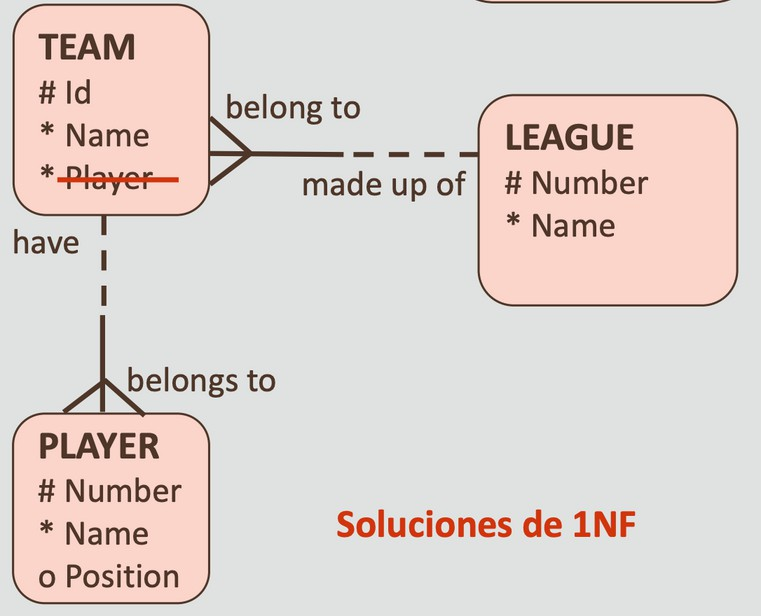 TEAM
# Id
* Name
* Player
belong to
made up of
LEAGUE
# Number
* Name
have
belongs to
PLAYER
# Number
* Name
o Position
Soluciones de 1NF